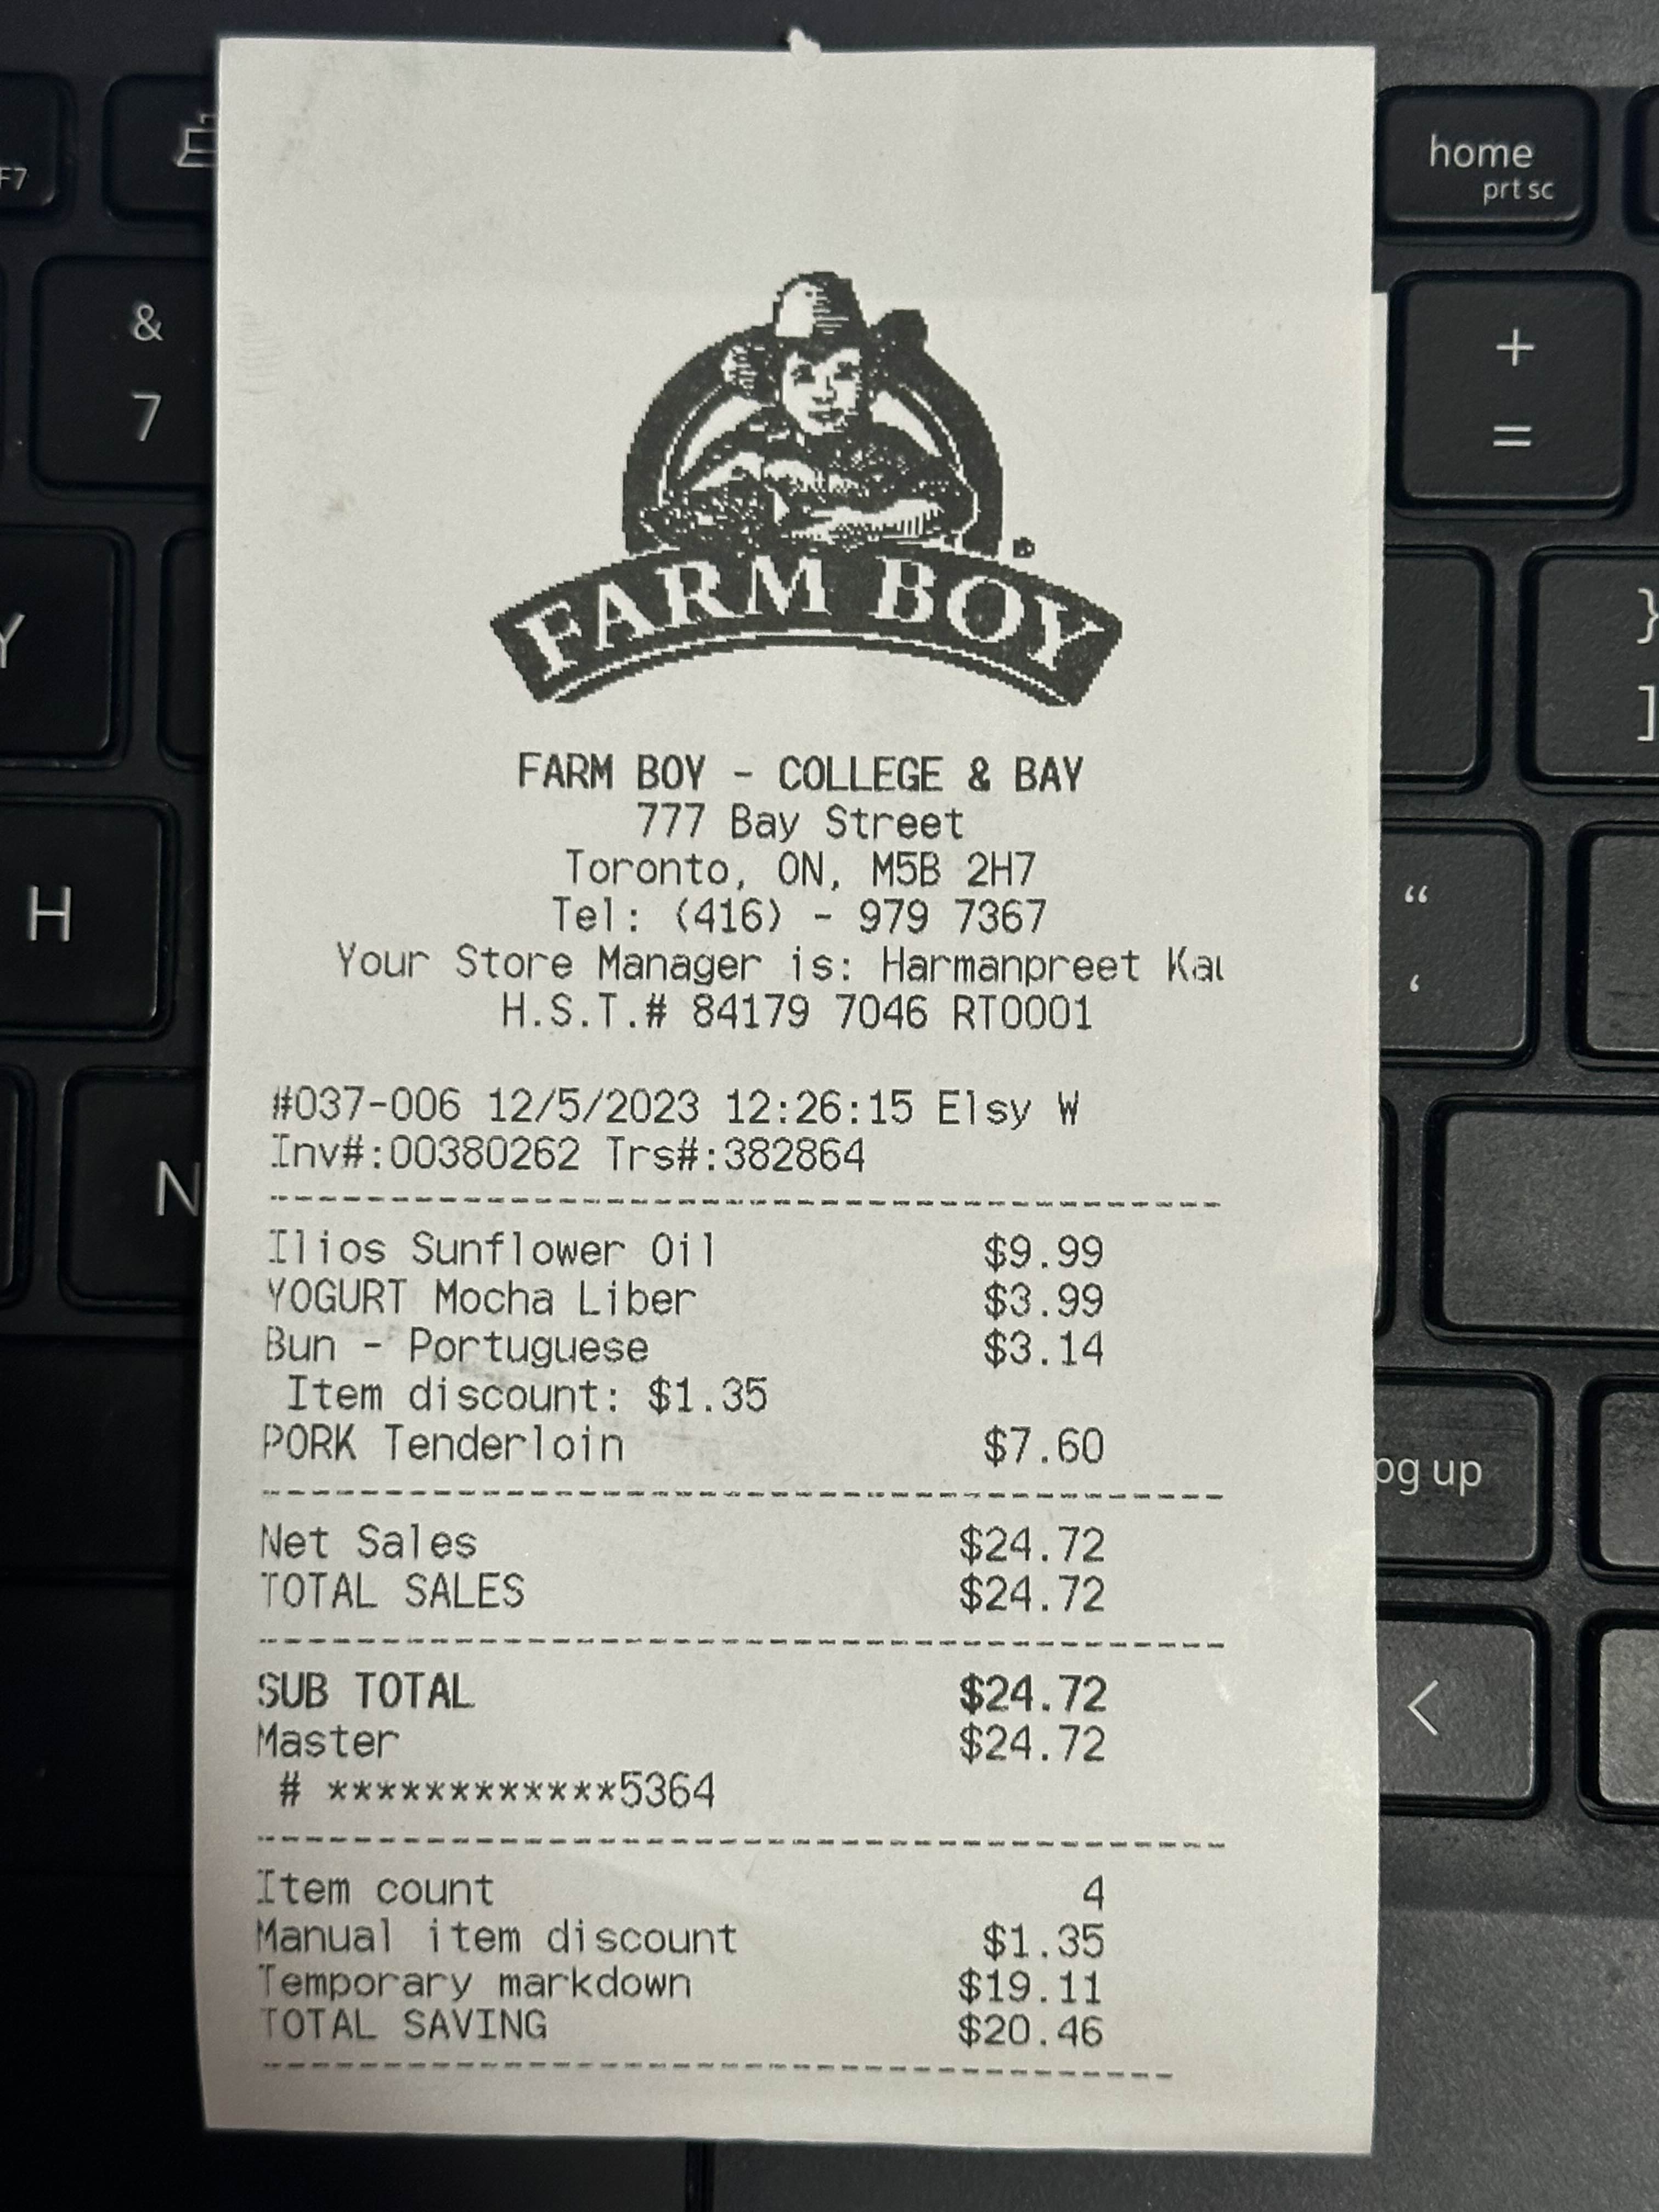 F7
home
prt sc
&
7
+
=
Y
}
]
H
“
‘
N
pg up
<
FARM BOY
®
FARM BOY - COLLEGE & BAY
777 Bay Street
Toronto, ON, M5B 2H7
Tel: (416) - 979 7367
Your Store Manager is: Harmanpreet
H.S.T.# 84179 7046 RT0001
#037-006 12/5/2023 12:26:15 Elsy W
Inv#:00380262 Trs#:382864
Ilios Sunflower Oil $9.99
YOGURT Mocha Liber $3.99
Bun - Portuguese $3.14
Item discount: $1.35
PORK Tenderloin $7.60
Net Sales $24.72
TOTAL SALES $24.72
SUB TOTAL $24.72
Master $24.72
# ************5364
Item count 4
Manual item discount $1.35
Temporary markdown $19.11
TOTAL SAVING $20.46